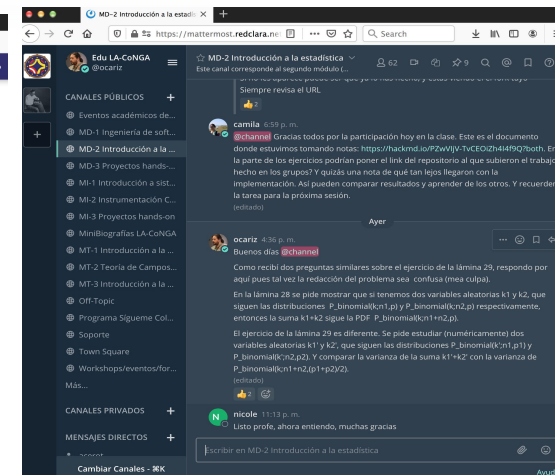 MD-2 Introducción a la estadís
https://mattermost.redclara.ne
Search
Edu LA-CoNGA
@ocariz
MD-2 Introducción a la estadística
Este canal corresponde al segundo módulo (...
62
9
CANALES PÚBLICOS
Eventos académicos de...
MD-1 Ingeniería de soft...
MD-2 Introducción a la ...
MD-3 Proyectos hands-...
MI-1 Introducción a sist...
MI-2 Instrumentación C...
MI-3 Proyectos hands-on
MiniBiografías LA-CoNGA
MT-1 Introducción a la ...
MT-2 Teoría de Campos...
MT-3 Introducción a la ...
Off-Topic
Programa Sígueme Col...
Soporte
Town Square
Workshops/eventos/for...
Más...
CANALES PRIVADOS
MENSAJES DIRECTOS
Cambiar Canales - ⌘K
Siempre revisa el URL
2
camila 6:59 p. m.
@channel Gracias todos por la participación hoy en la clase. Este es el documento
donde estuvimos tomando notas: https://hackmd.io/PZwVIjV-TvCEOiZh4I4f9Q?both. En
la parte de los ejercicios podrían poner el link del repositorio al que subieron el trabajo
hecho en los grupos? Y quizás una nota de qué tan lejos llegaron con la
implementación. Así pueden comparar resultados y aprender de los otros. Y recuerden
la tarea para la próxima sesión.
(editado)
Ayer
ocariz 4:36 p. m.
Buenos días @channel
Como recibí dos preguntas similares sobre el ejercicio de la lámina 29, respondo por
aquí pues tal vez la redacción del problema sea confusa (mea culpa).
En la lámina 28 se pide mostrar que si tenemos dos variables aleatorias k1 y k2, que
siguen las distribuciones P_binomial(k;n1,p) y P_binomial(k;n2,p) respectivamente,
entonces la suma k1+k2 sigue la PDF P_binomial(k;n1+n2,p).
El ejercicio de la lámina 29 es diferente. Se pide estudiar (numéricamente) dos
variables aleatorias k1' y k2', que siguen las distribuciones P_binomial(k';n1,p1) y
P_binomial(k';n2,p2). Y comparar la varianza de la suma k1'+k2' con la varianza de
P_binomial(k;n1+n2,(p1+p2)/2).
(editado)
2
nicole 11:13 p. m.
Listo profe, ahora entiendo, muchas gracias
Escribir en MD-2 Introducción a la estadística
Ayuda